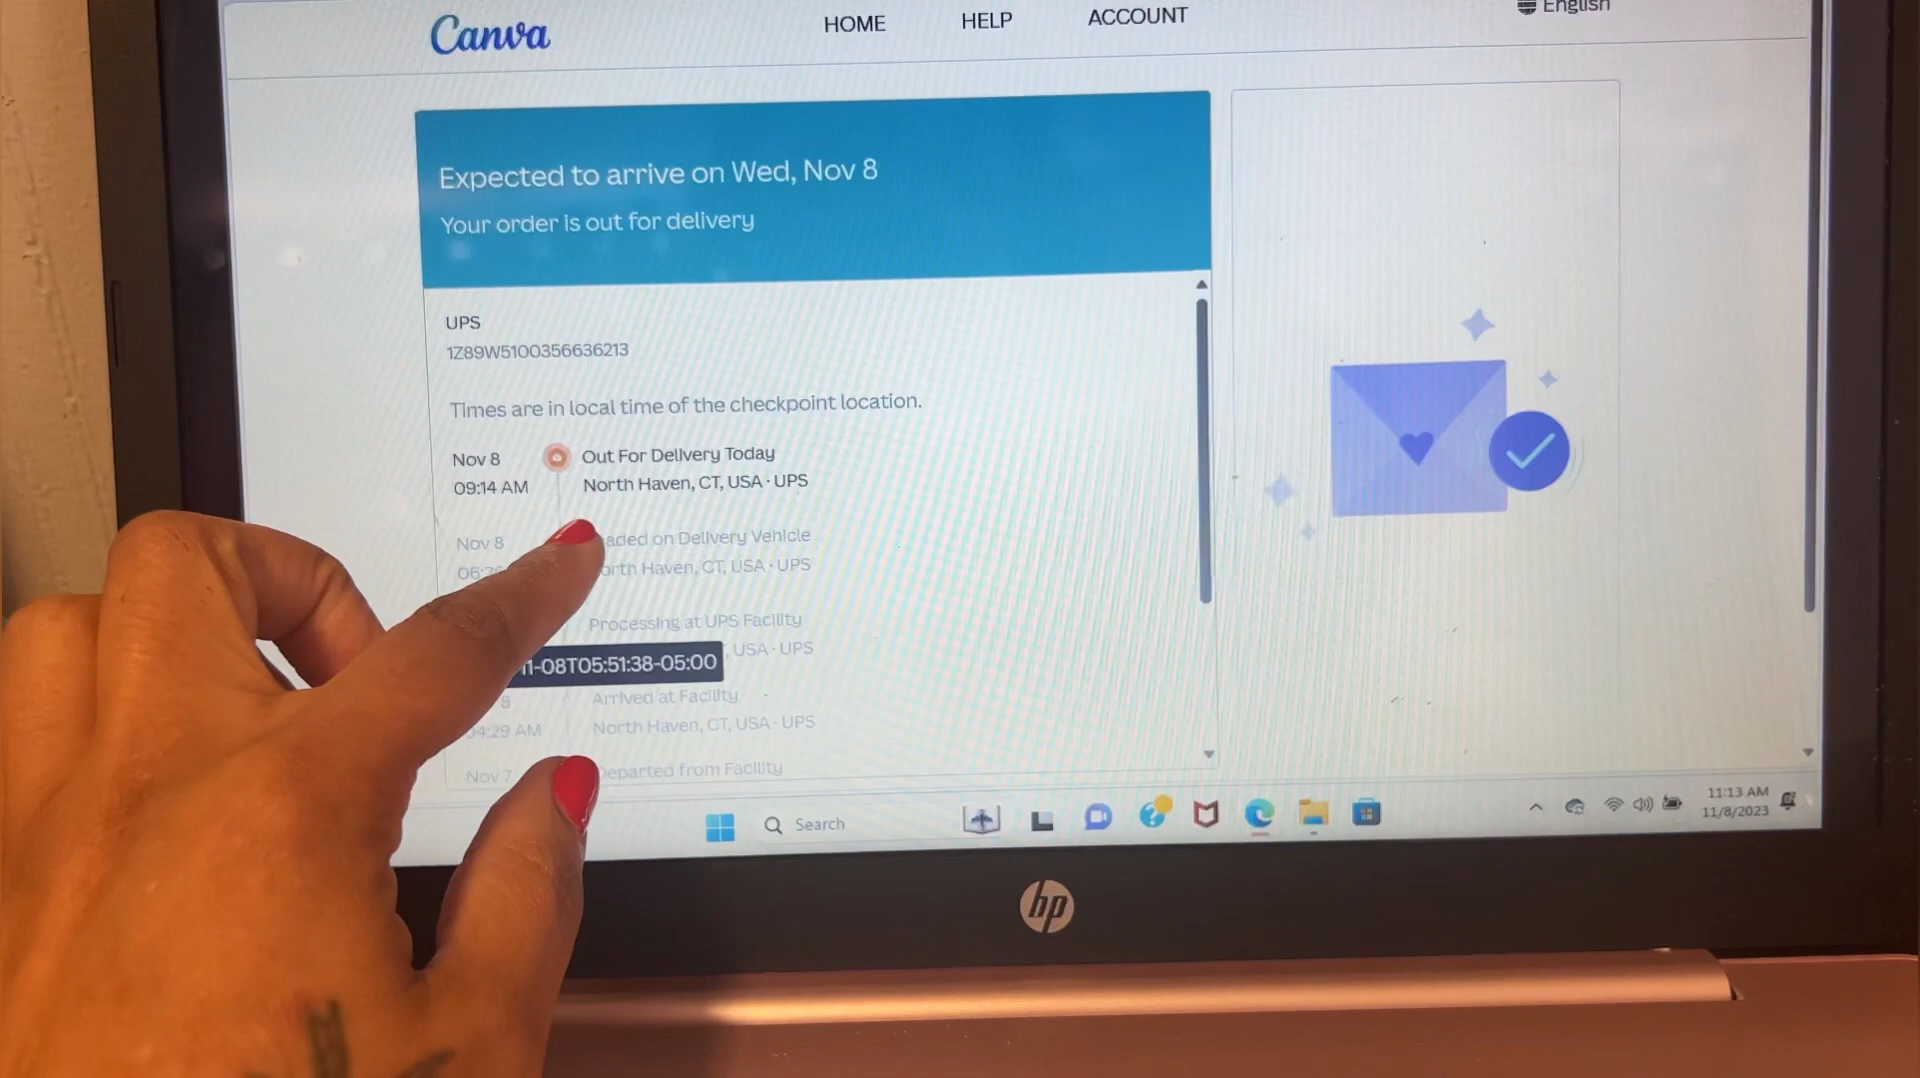 Canva
HOME HELP ACCOUNT
English
Expected to arrive on Wed, Nov 8
Your order is out for delivery
UPS
1Z89W5100356636213
Times are in local time of the checkpoint location.
Nov 8 Out For Delivery Today
09:14 AM North Haven, CT, USA · UPS
Nov 8 aded on Delivery Vehicle
06: orth Haven, CT, USA · UPS
Processing at UPS Facility
, USA · UPS
11-08T05:51:38-05:00
8 Arrived at Facility
04:29 AM North Haven, CT, USA · UPS
Nov 7 Departed from Facility
Search
11:13 AM
11/8/2023
hp